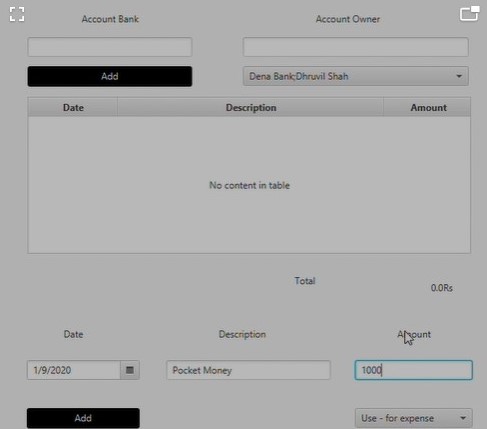 Account Bank Account Owner
Add Dena Bank;Dhruvil Shah
Date Description Amount
No content in table
Total
0.0Rs
Date Description Amount
1/9/2020 Pocket Money 1000
Add Use - for expense